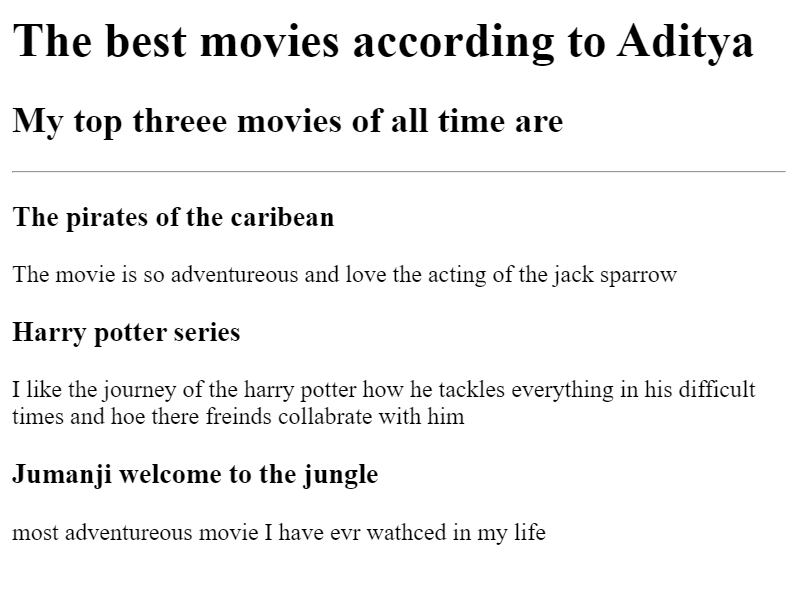 The best movies according to Aditya
My top threee movies of all time are
The pirates of the caribean
The movie is so adventureous and love the acting of the jack sparrow
Harry potter series
I like the journey of the harry potter how he tackles everything in his difficult
times and hoe there freinds collabrate with him
Jumanji welcome to the jungle
most adventureous movie I have evr wathced in my life